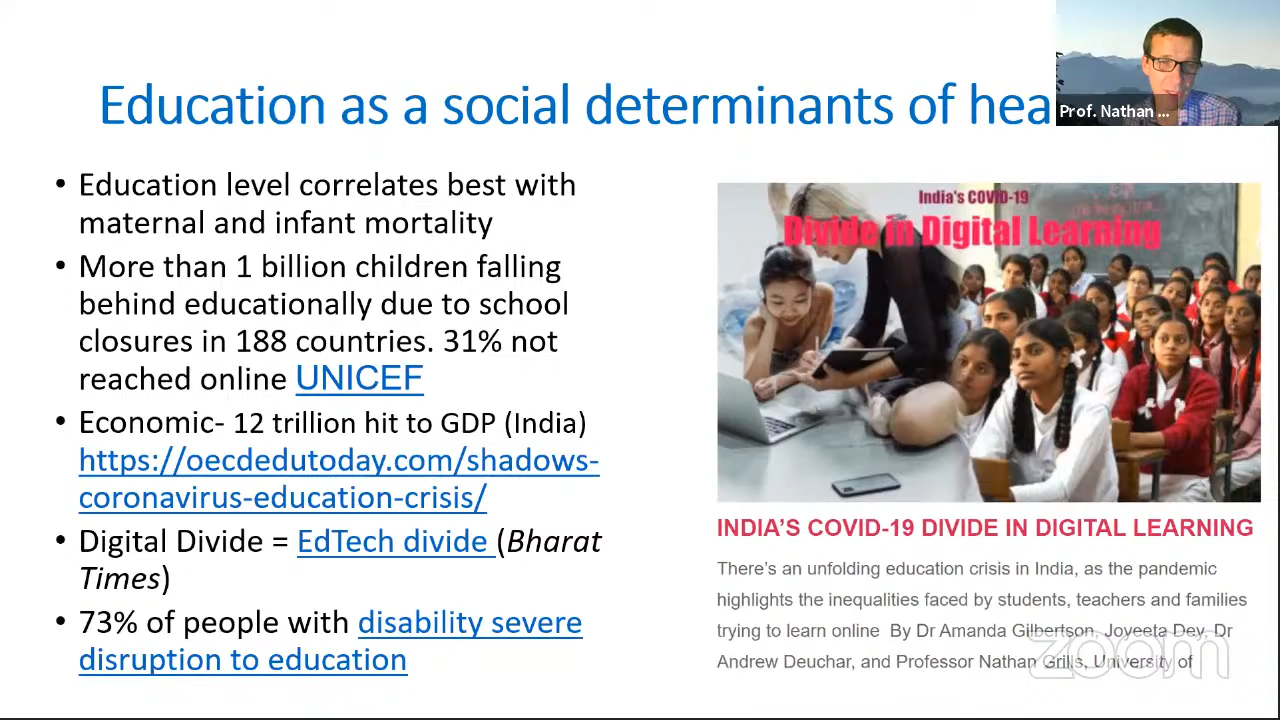 Education as a social determinants of hea
Prof. Nathan ...
• Education level correlates best with
maternal and infant mortality
• More than 1 billion children falling
behind educationally due to school
closures in 188 countries. 31% not
reached online UNICEF
• Economic- 12 trillion hit to GDP (India)
https://oecdedutoday.com/shadows-
coronavirus-education-crisis/
• Digital Divide = EdTech divide (Bharat
Times)
• 73% of people with disability severe
disruption to education
India's COVID-19
Divide in Digital Learning
INDIA'S COVID-19 DIVIDE IN DIGITAL LEARNING
There's an unfolding education crisis in India, as the pandemic
highlights the inequalities faced by students, teachers and families
trying to learn online By Dr Amanda Gilbertson, Joyeeta Dey, Dr
Andrew Deuchar, and Professor Nathan Grills, University of
zoom